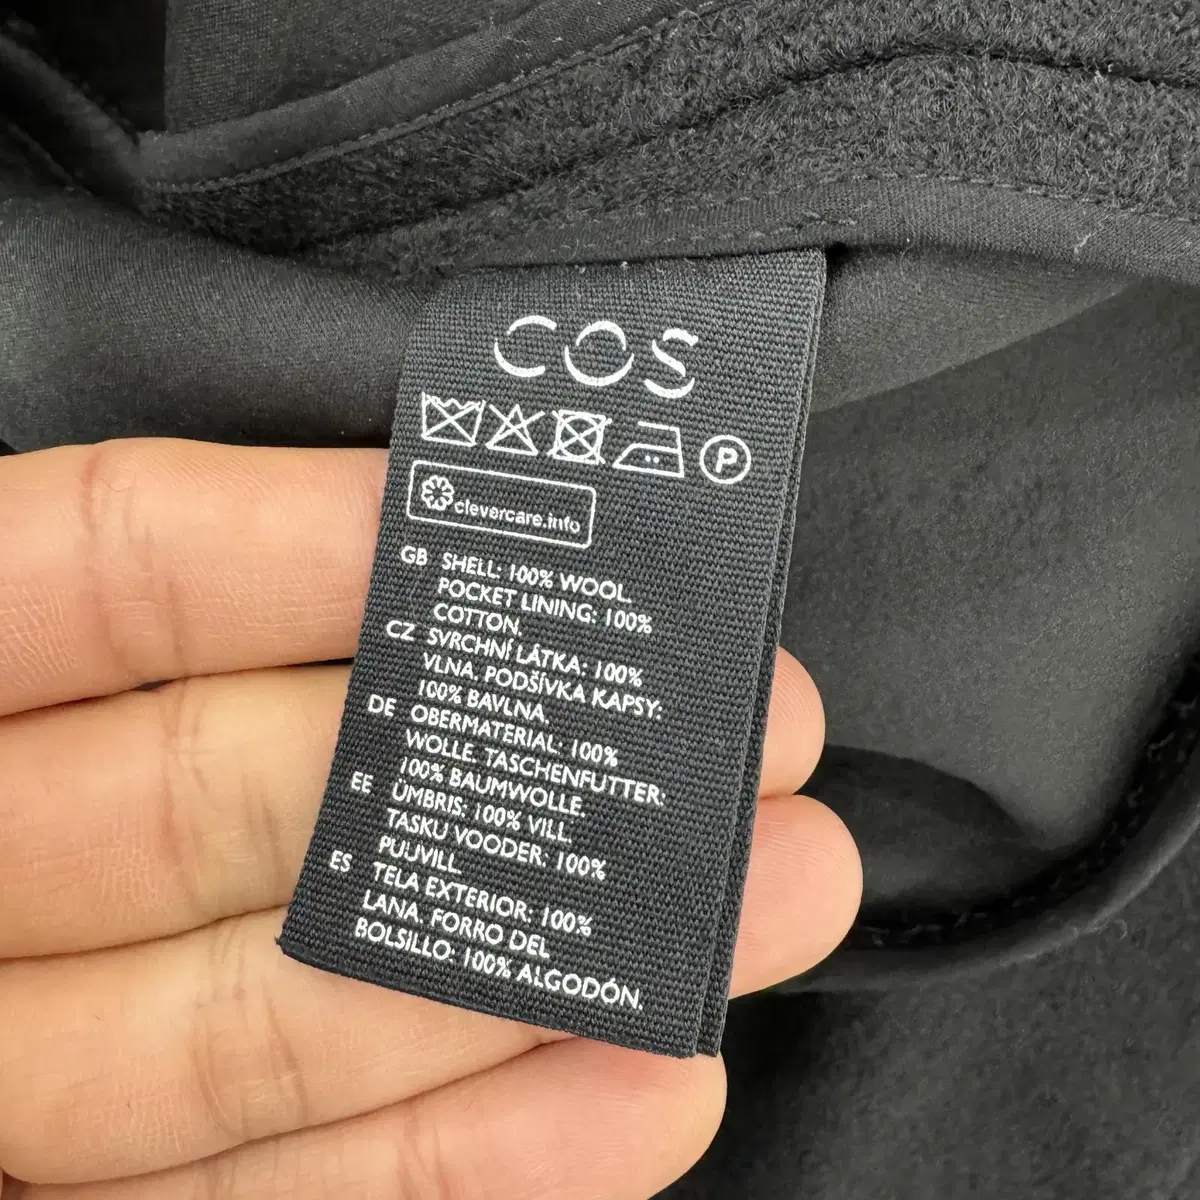 COS
P
clevercare.info
GB SHELL: 100% WOOL.
POCKET LINING: 100%
COTTON.
CZ SVRCHNÍ LÁTKA: 100%
VLNA. PODŠÍVKA KAPSY:
100% BAVLNA.
DE OBERMATERIAL: 100%
WOLLE. TASCHENFUTTER:
100% BAUMWOLLE.
EE ÜMBRIS: 100% VILL.
TASKU VOODER: 100%
PUUVILL
ES TELA EXTERIOR: 100%
LANA. FORRO DEL
BOLSILLO: 100% ALGODÓN.